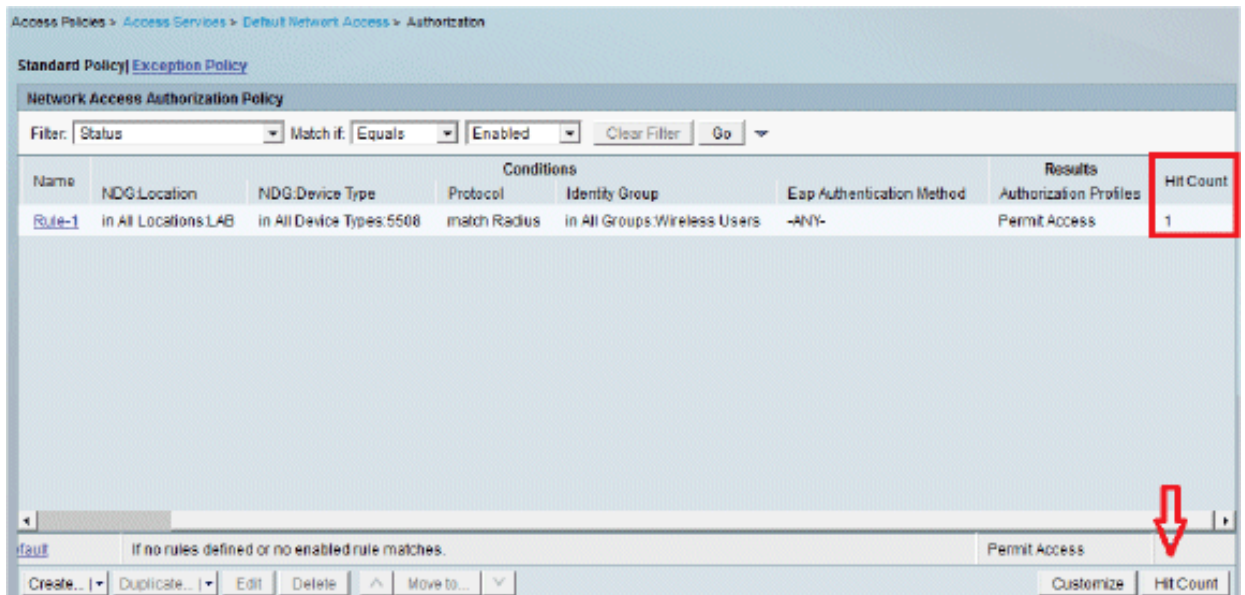 Access Policies > Access Services > Default Network Access > Authorization
Standard Policy| Exception Policy
Network Access Authorization Policy
Filter: Status Match if: Equals Enabled Clear Filter Go
Name Conditions Results Hit Count
NDG:Location NDG:Device Type Protocol Identity Group Eap Authentication Method Authorization Profiles
Rule-1 in All Locations:LAB in All Device Types:5508 match Radius in All Groups:Wireless Users -ANY- Permit Access 1
efault If no rules defined or no enabled rule matches. Permit Access
Create... Duplicate... Edit Delete Move to... Customize Hit Count